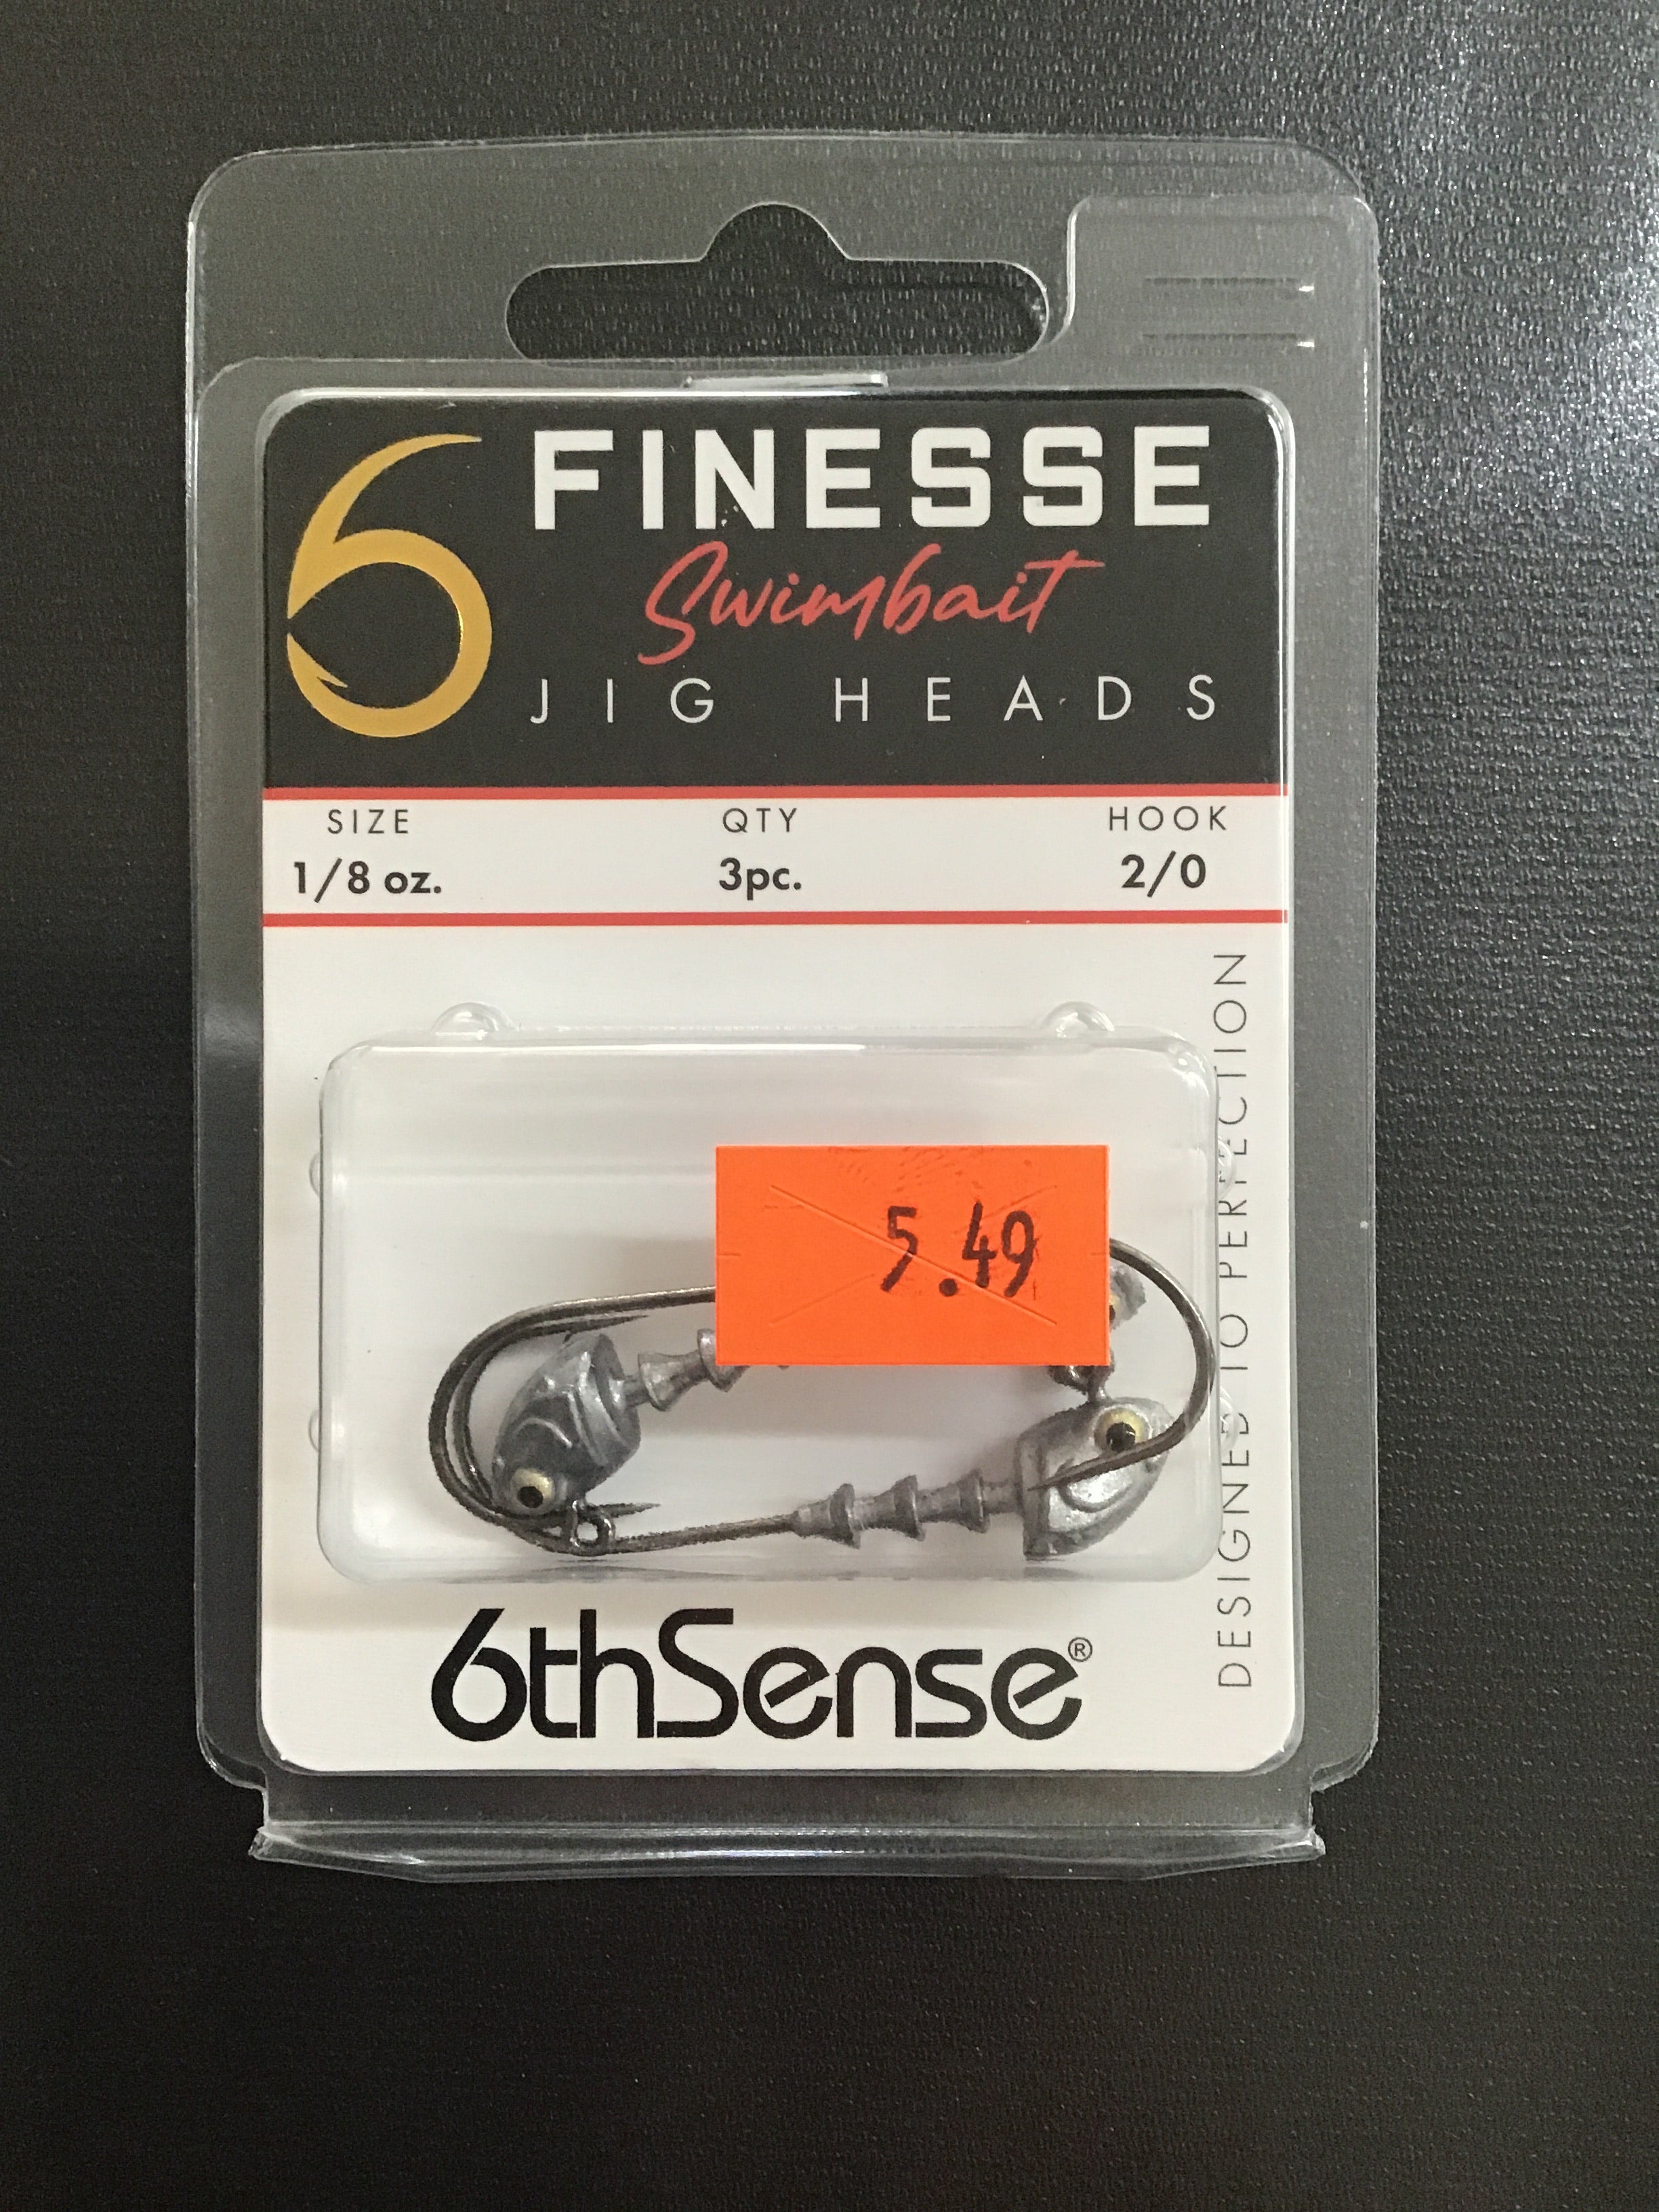 6 FINESSE
Swimbait
JIG HEADS
SIZE QTY HOOK
1/8 oz. 3pc. 2/0
DESIGNED TO PERFECTION
5.49
6thSense®